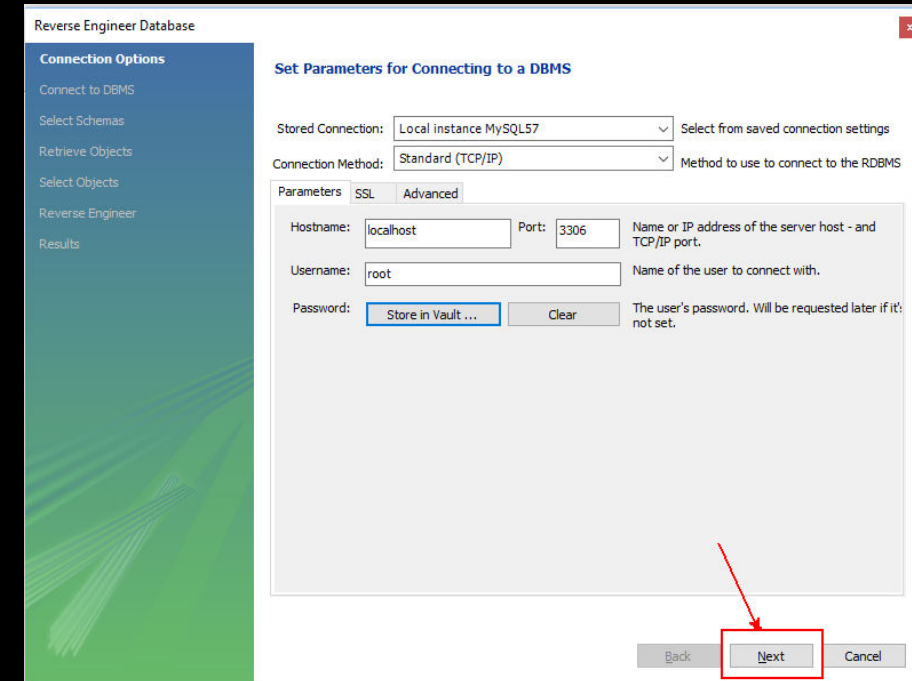 Reverse Engineer Database
Connection Options
Connect to DBMS
Select Schemas
Retrieve Objects
Select Objects
Reverse Engineer
Results
Set Parameters for Connecting to a DBMS
Stored Connection: Local instance MySQL57 Select from saved connection settings
Connection Method: Standard (TCP/IP) Method to use to connect to the RDBMS
Parameters SSL Advanced
Hostname: localhost Port: 3306 Name or IP address of the server host - and
TCP/IP port.
Username: root Name of the user to connect with.
Password: Store in Vault ... Clear The user's password. Will be requested later if it's
not set.
Back Next Cancel